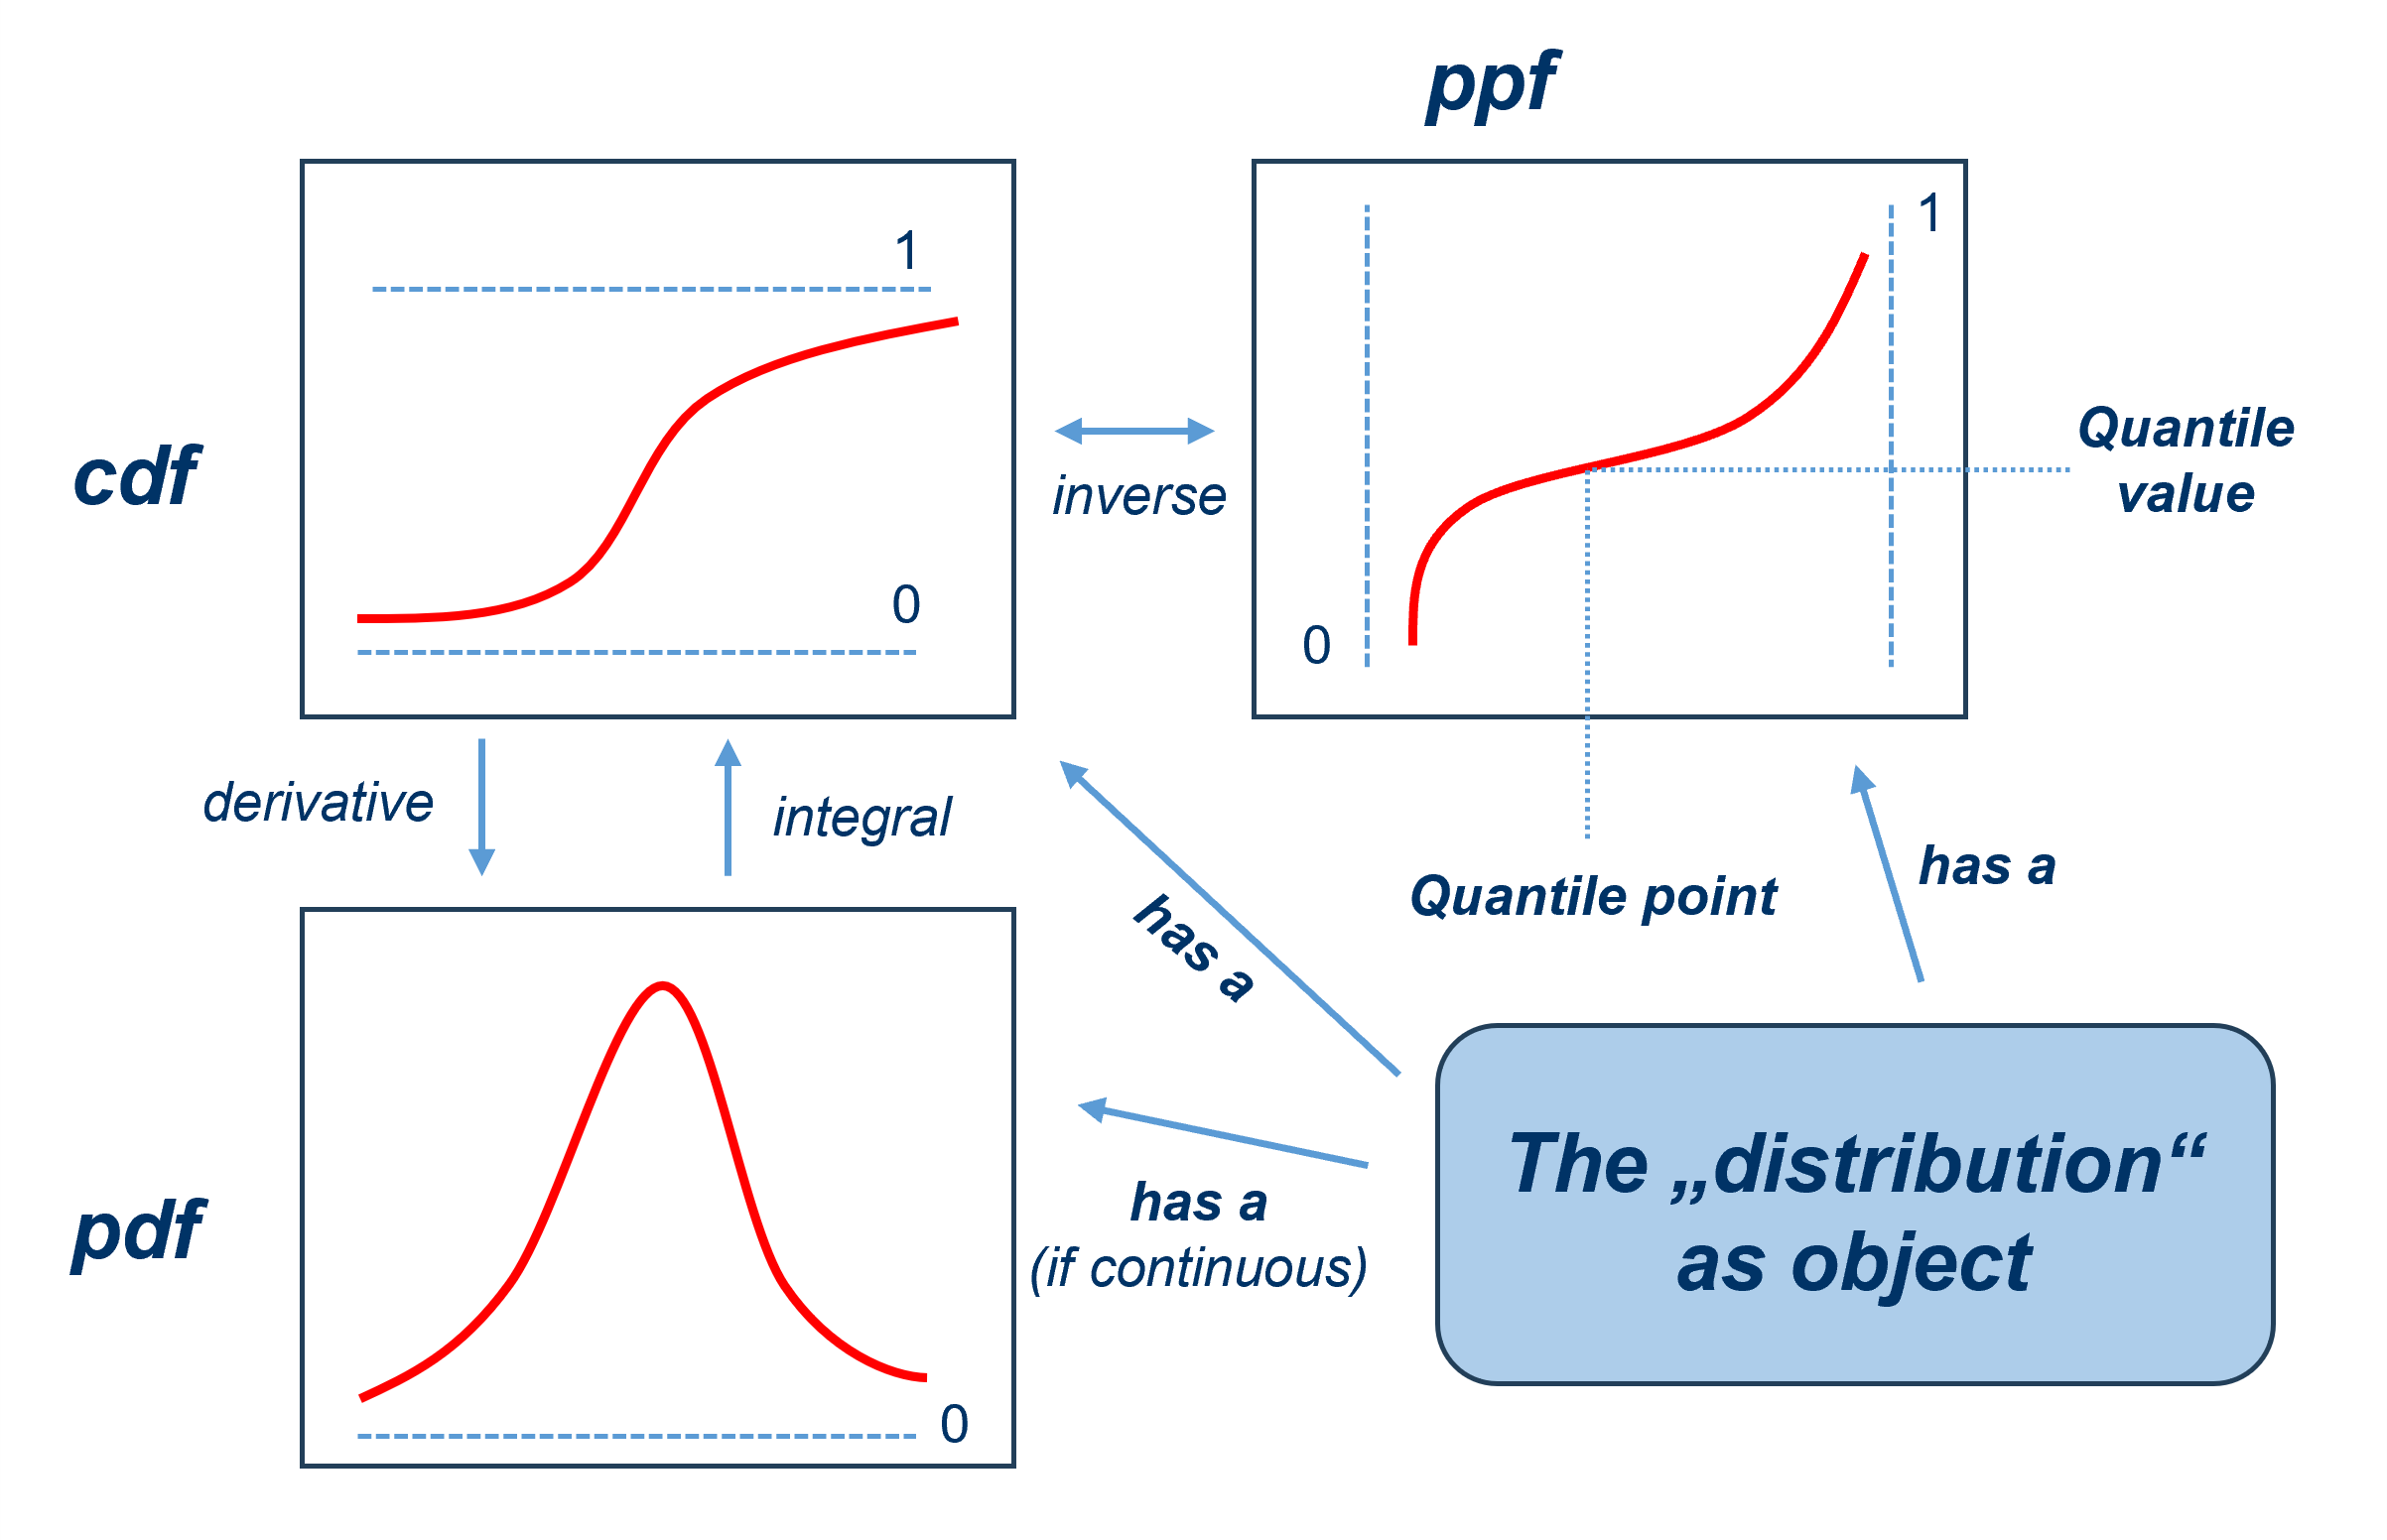 ppf
1
1
cdf
0
0
inverse
Quantile
value
derivative
integral
Quantile point
has a
has a
pdf
has a
(if continuous)
0
The „distribution“
as object